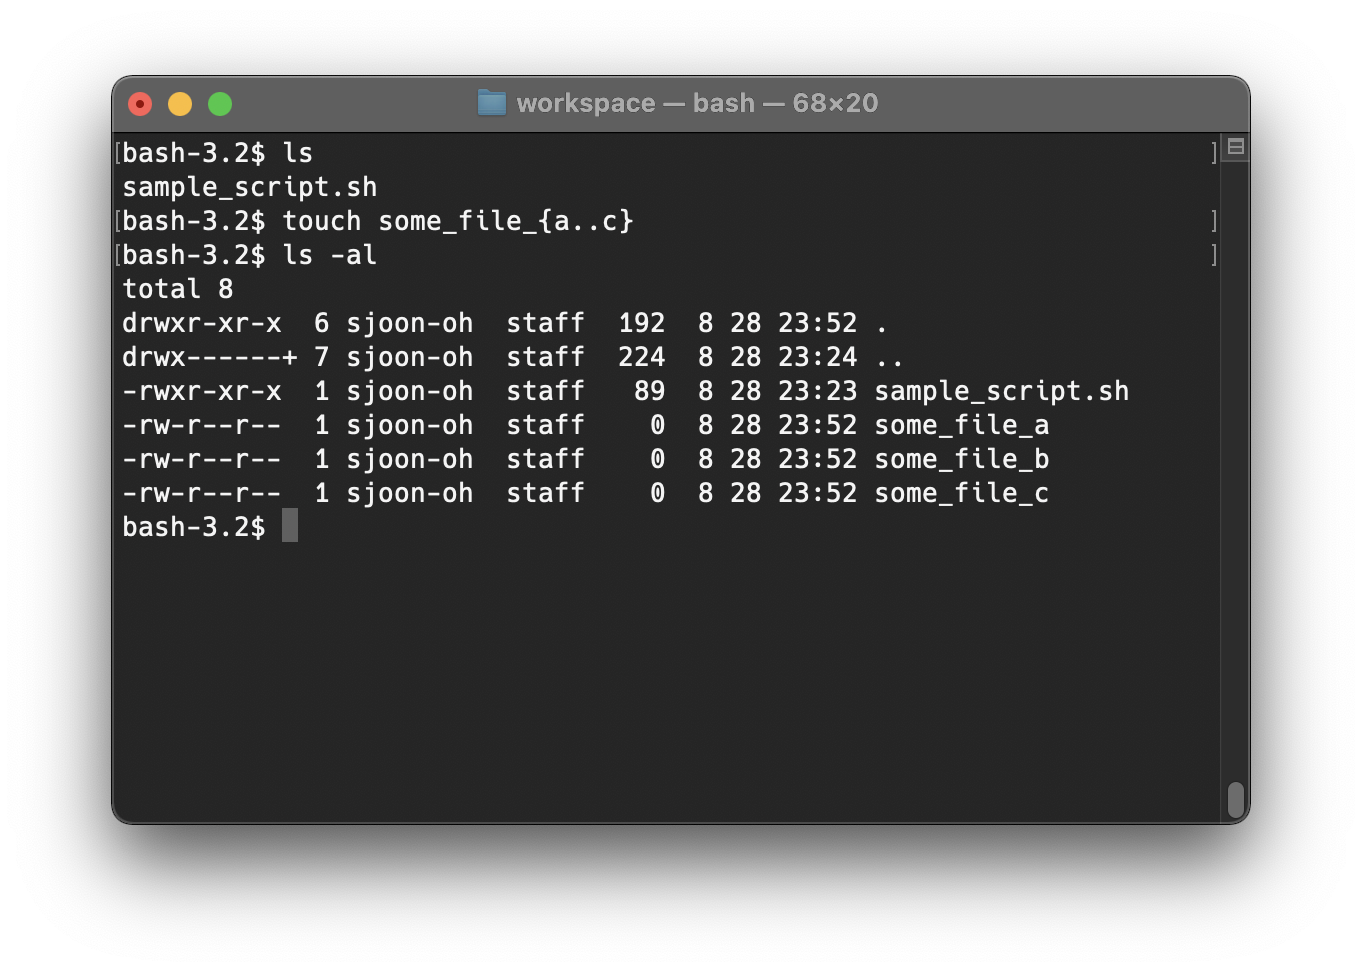 workspace — bash — 68×20
[bash-3.2$ ls ]
sample_script.sh
[bash-3.2$ touch some_file_{a..c} ]
[bash-3.2$ ls -al ]
total 8
drwxr-xr-x  6 sjoon-oh  staff  192  8 28 23:52 .
drwx------+ 7 sjoon-oh  staff  224  8 28 23:24 ..
-rwxr-xr-x  1 sjoon-oh  staff   89  8 28 23:23 sample_script.sh
-rw-r--r--  1 sjoon-oh  staff    0  8 28 23:52 some_file_a
-rw-r--r--  1 sjoon-oh  staff    0  8 28 23:52 some_file_b
-rw-r--r--  1 sjoon-oh  staff    0  8 28 23:52 some_file_c
bash-3.2$